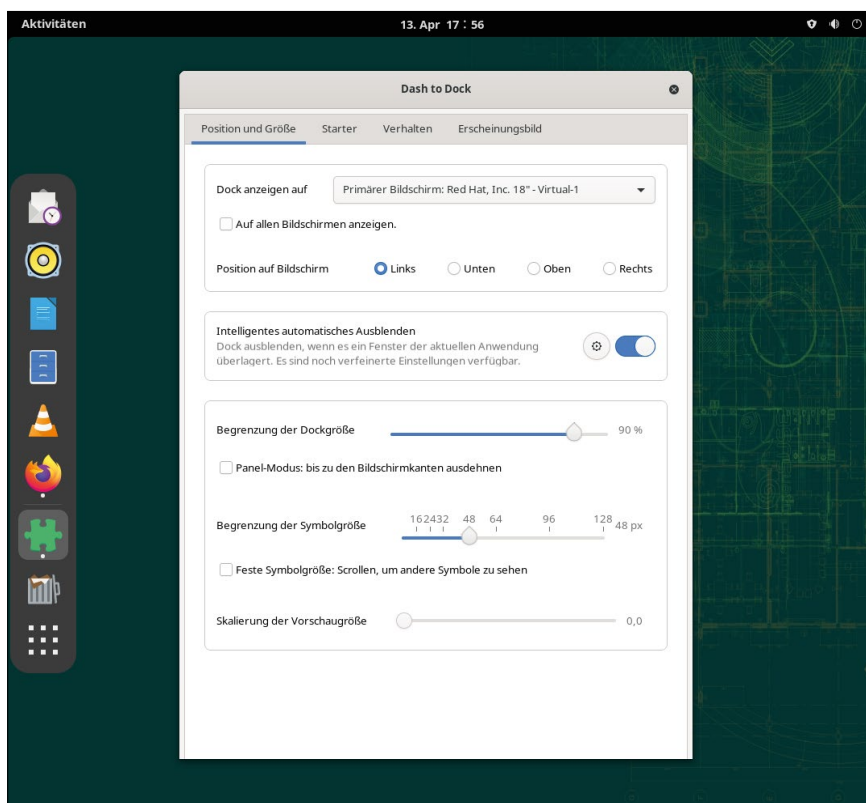 Aktivitäten
13. Apr 17:56
Dash to Dock
Position und Größe Starter Verhalten Erscheinungsbild
Dock anzeigen auf Primärer Bildschirm: Red Hat, Inc. 18" - Virtual-1
Auf allen Bildschirmen anzeigen.
Position auf Bildschirm Links Unten Oben Rechts
Intelligentes automatisches Ausblenden
Dock ausblenden, wenn es ein Fenster der aktuellen Anwendung
überlagert. Es sind noch verfeinerte Einstellungen verfügbar.
Begrenzung der Dockgröße 90 %
Panel-Modus: bis zu den Bildschirmkanten ausdehnen
16 24 32 48 64 96 128
Begrenzung der Symbolgröße 48 px
Feste Symbolgröße: Scrollen, um andere Symbole zu sehen
Skalierung der Vorschaugröße 0,0